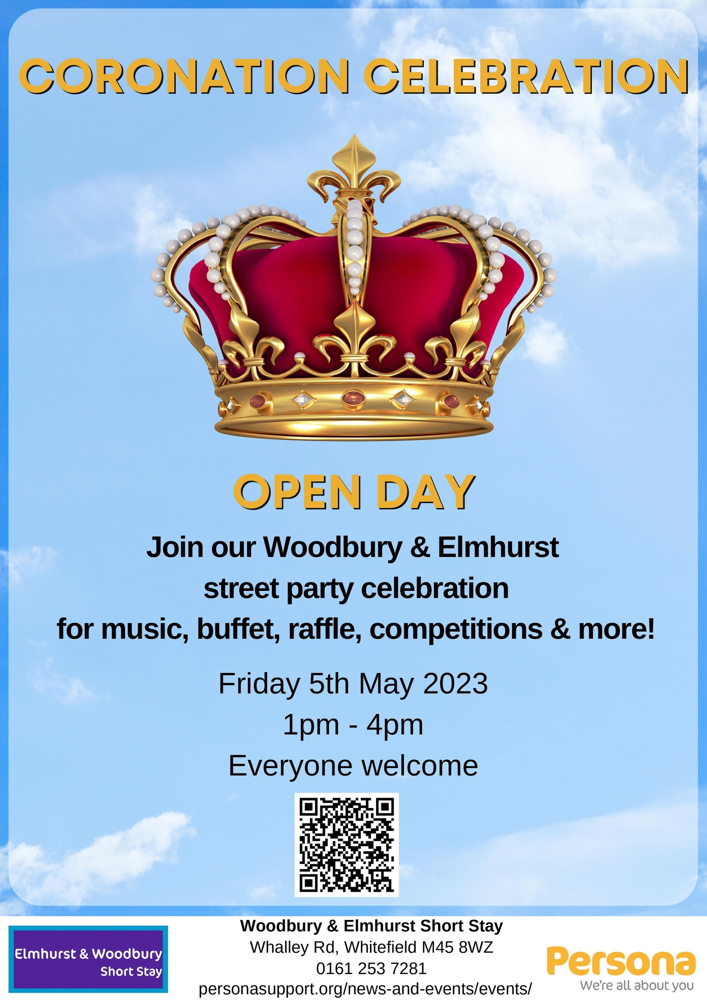 CORONATION CELEBRATION
OPEN DAY
Join our Woodbury & Elmhurst
street party celebration
for music, buffet, raffle, competitions & more!
Friday 5th May 2023
1pm - 4pm
Everyone welcome
Elmhurst & Woodbury
Short Stay
Woodbury & Elmhurst Short Stay
Whalley Rd, Whitefield M45 8WZ
0161 253 7281
personasupport.org/news-and-events/events/
Persona
We're all about you